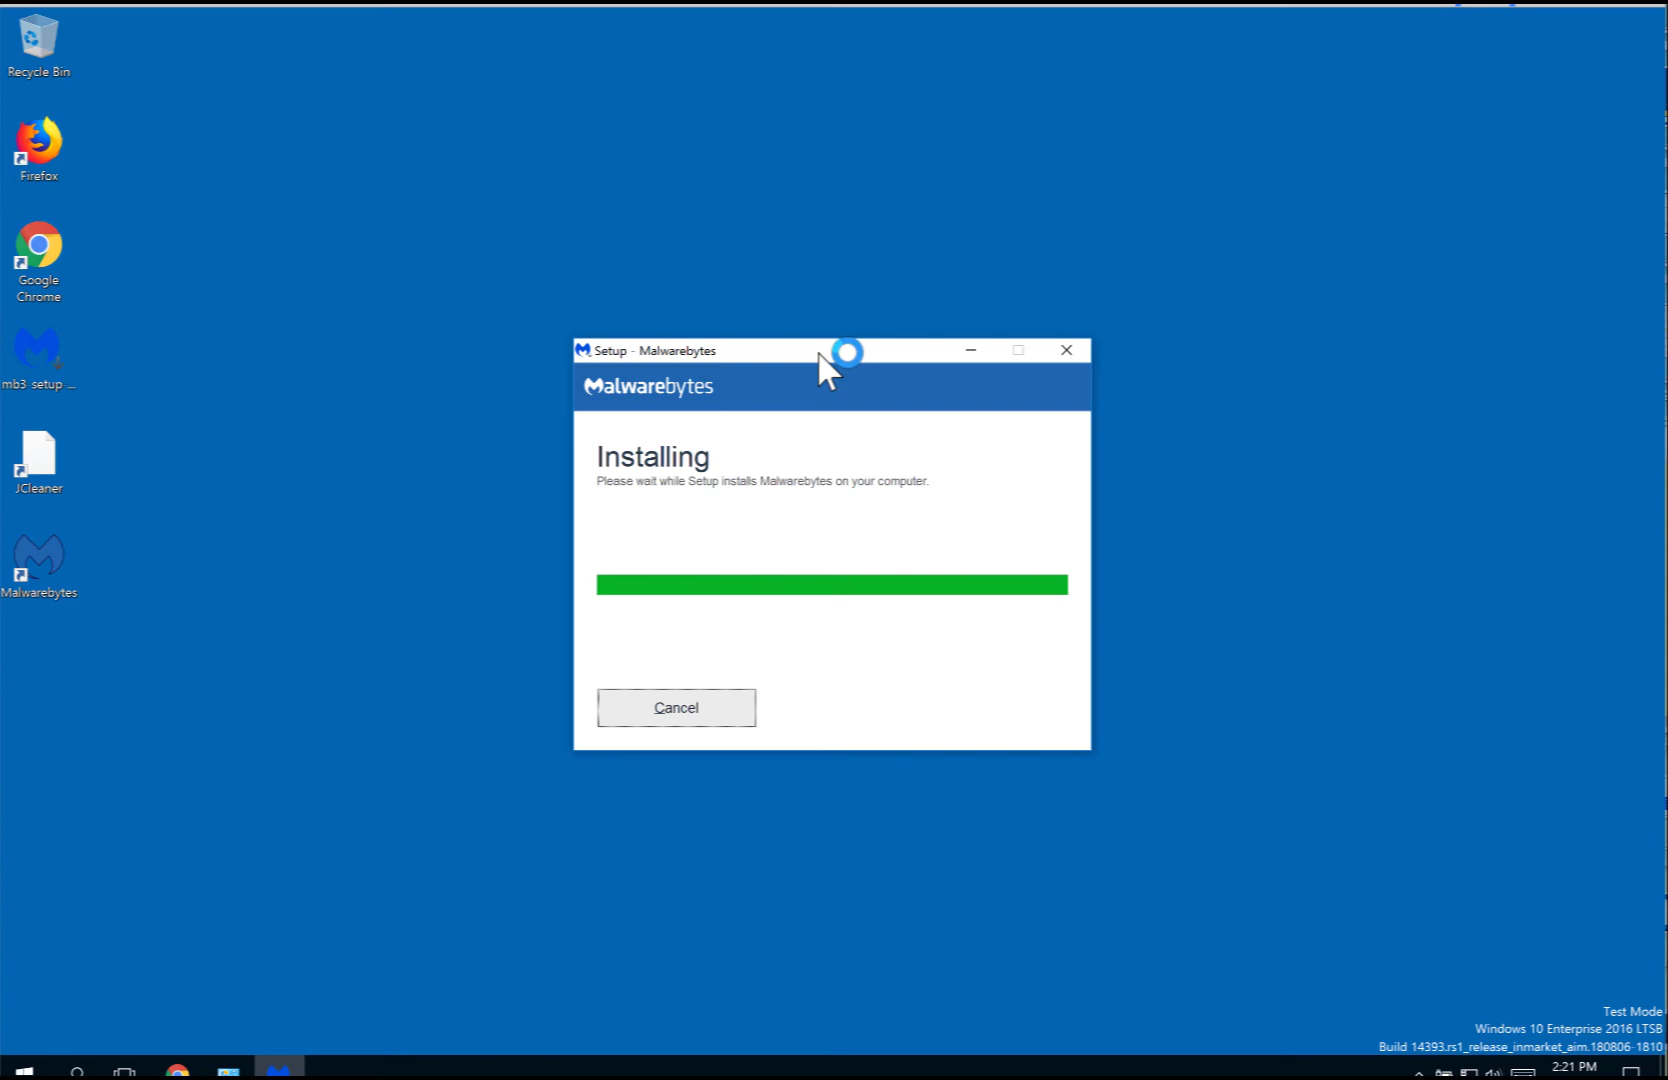 Recycle Bin
Firefox
Google
Chrome
mb3-setup-...
JCleaner
Malwarebytes
Setup - Malwarebytes
Malwarebytes
Installing
Please wait while Setup installs Malwarebytes on your computer.
Cancel
Test Mode
Windows 10 Enterprise 2016 LTSB
Build 14393.rs1_release_inmarket_aim.180806-1810
2:21 PM